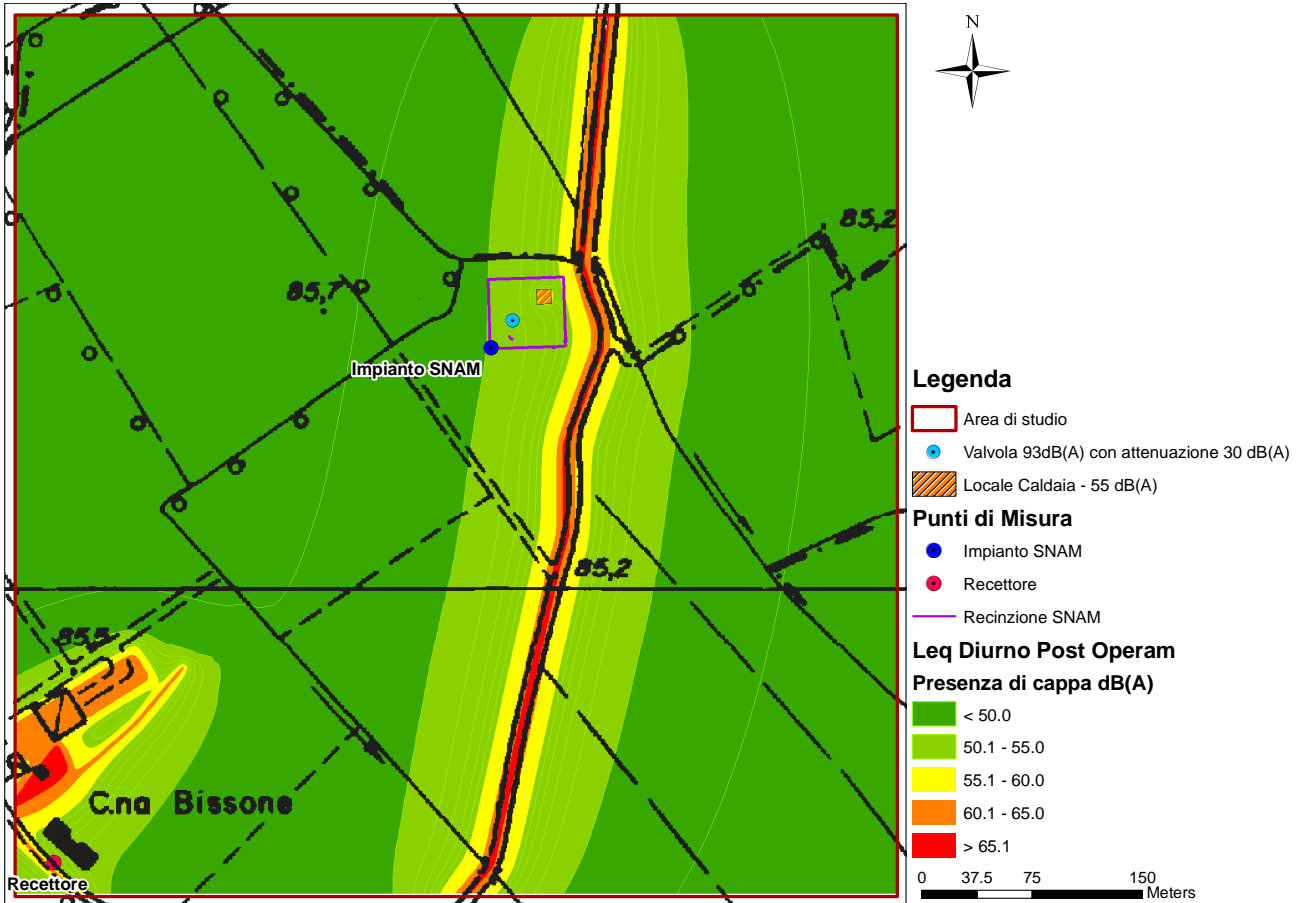 N
85,2
85,7
Impianto SNAM
85,2
85,5
C.na Bissone
Recettore
Legenda
Area di studio
Valvola 93dB(A) con attenuazione 30 dB(A)
Locale Caldaia - 55 dB(A)
Punti di Misura
Impianto SNAM
Recettore
Recinzione SNAM
Leq Diurno Post Operam
Presenza di cappa dB(A)
< 50.0
50.1 - 55.0
55.1 - 60.0
60.1 - 65.0
> 65.1
0 37.5 75 150
Meters